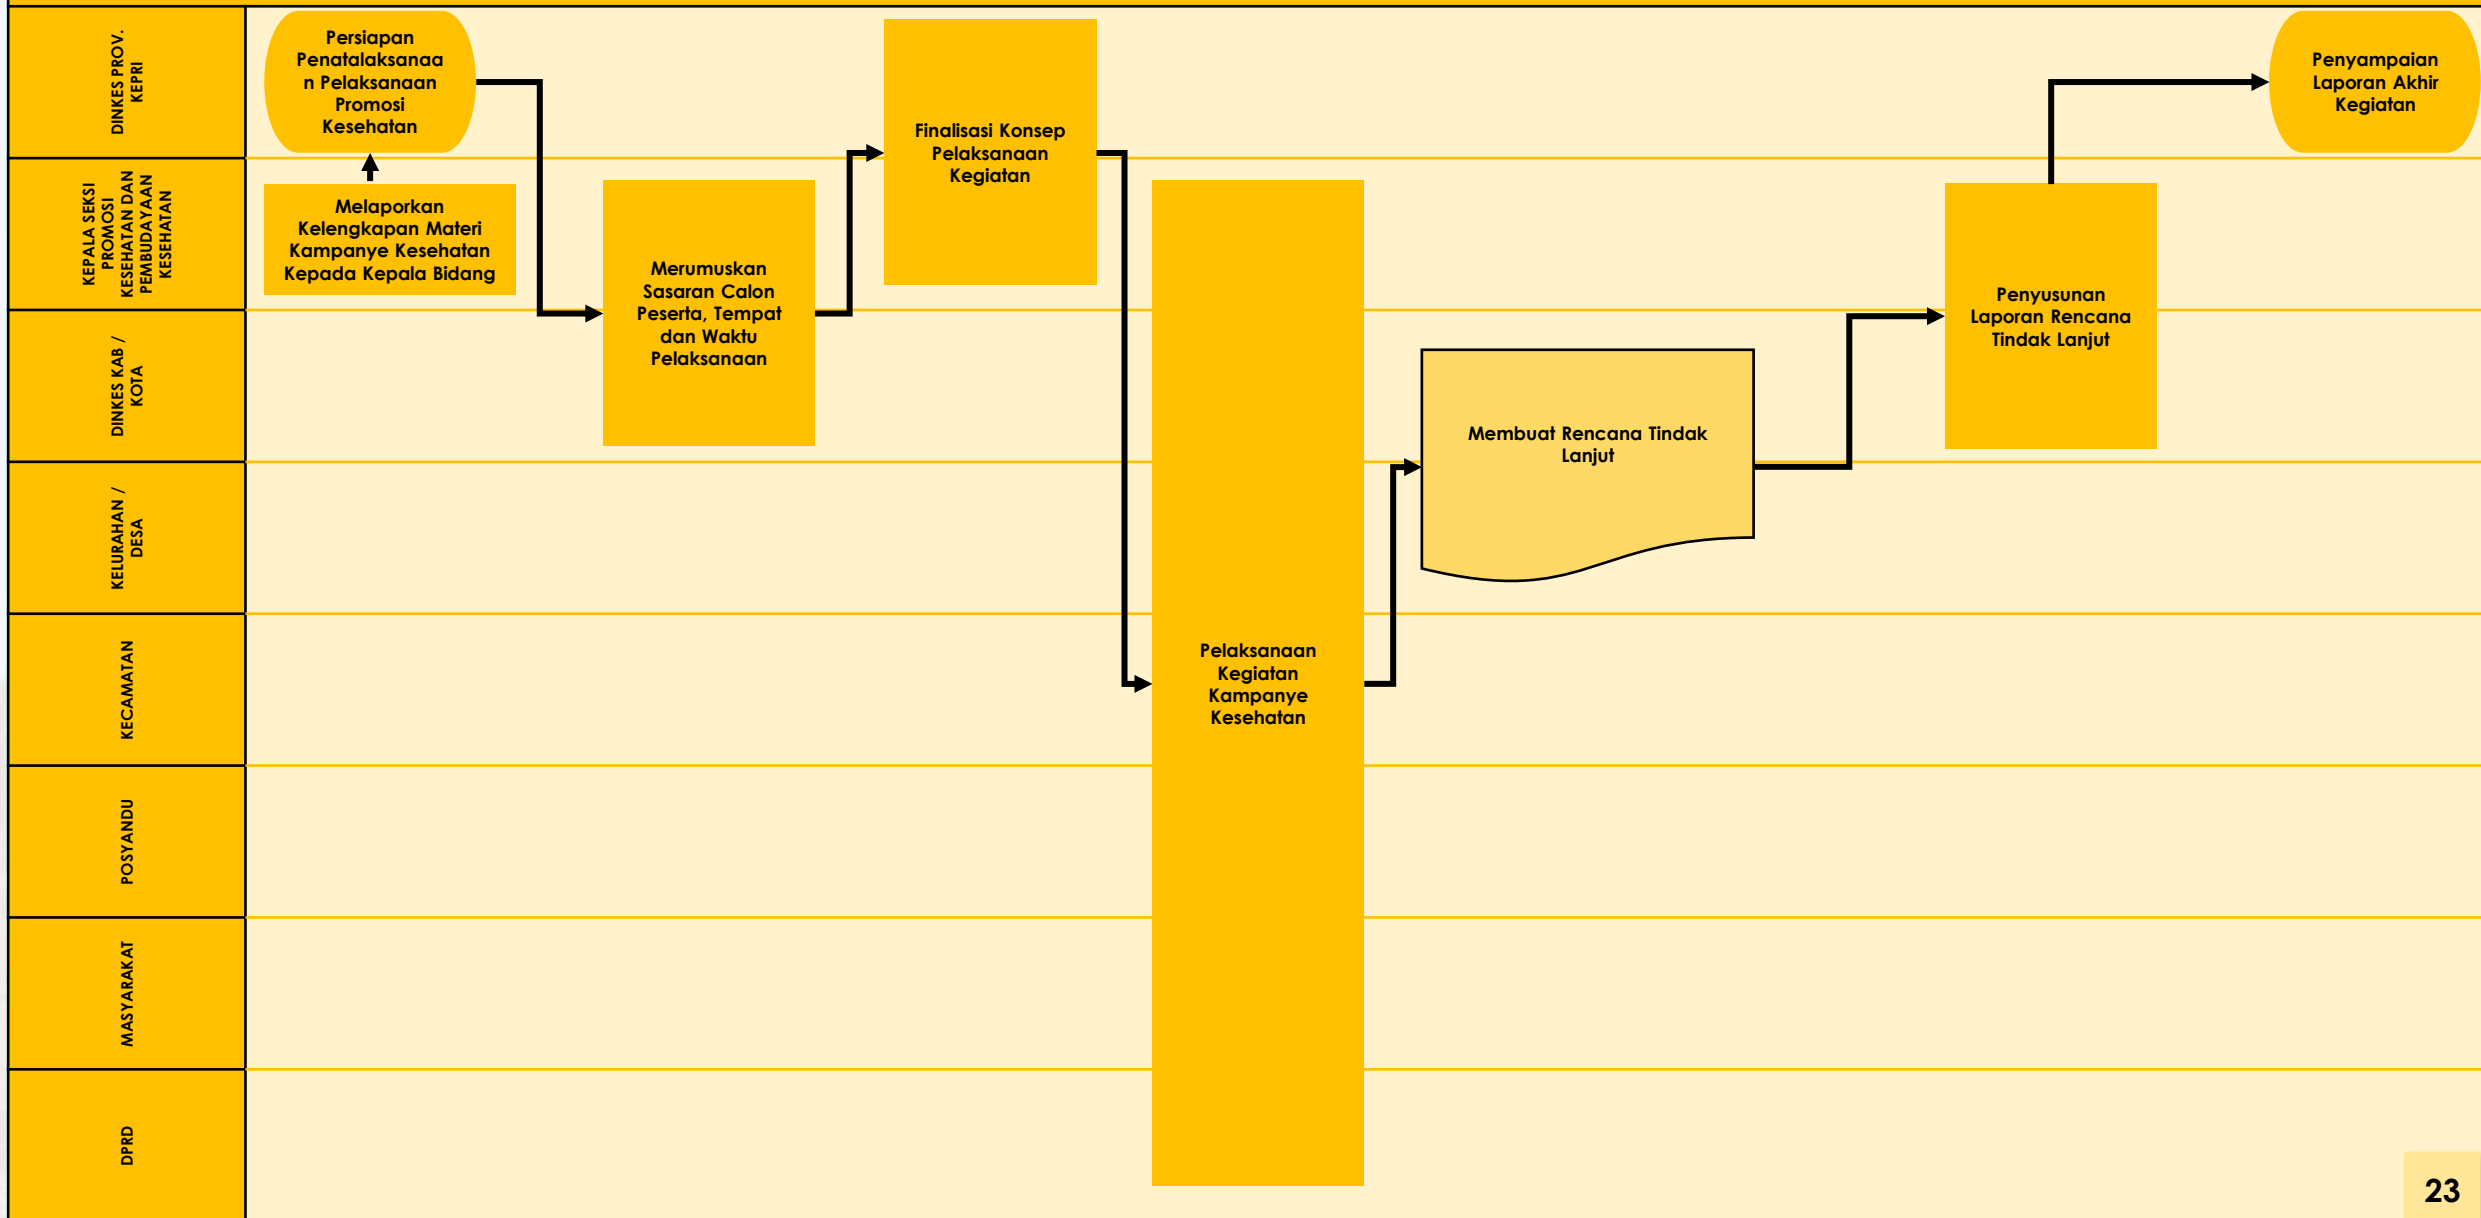 DINKES PROV.
KEPRI
Persiapan
Penatalaksanaa
n Pelaksanaan
Promosi
Kesehatan
Finalisasi Konsep
Pelaksanaan
Kegiatan
Penyampaian
Laporan Akhir
Kegiatan
KEPALA SEKSI
PROMOSI
KESEHATAN DAN
PEMBUDAYAAN
KESEHATAN
Melaporkan
Kelengkapan Materi
Kampanye Kesehatan
Kepada Kepala Bidang
Merumuskan
Sasaran Calon
Peserta, Tempat
dan Waktu
Pelaksanaan
Penyusunan
Laporan Rencana
Tindak Lanjut
DINKES KAB /
KOTA
Membuat Rencana Tindak
Lanjut
KELURAHAN /
DESA
KECAMATAN
Pelaksanaan
Kegiatan
Kampanye
Kesehatan
POSYANDU
MASYARAKAT
DPRD
23